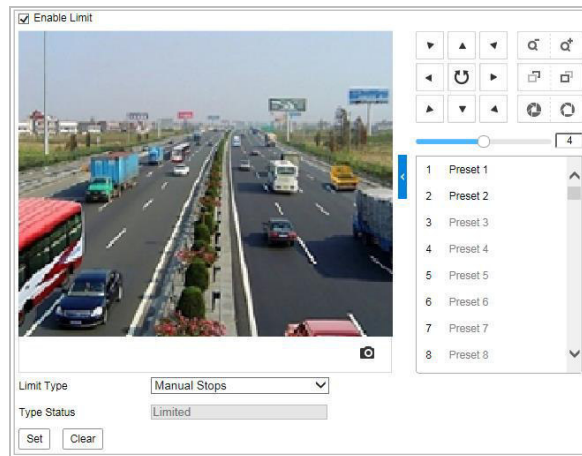 Enable Limit
4
1 Preset 1
2 Preset 2
3 Preset 3
4 Preset 4
5 Preset 5
6 Preset 6
7 Preset 7
8 Preset 8
Limit Type Manual Stops
Type Status Limited
Set Clear